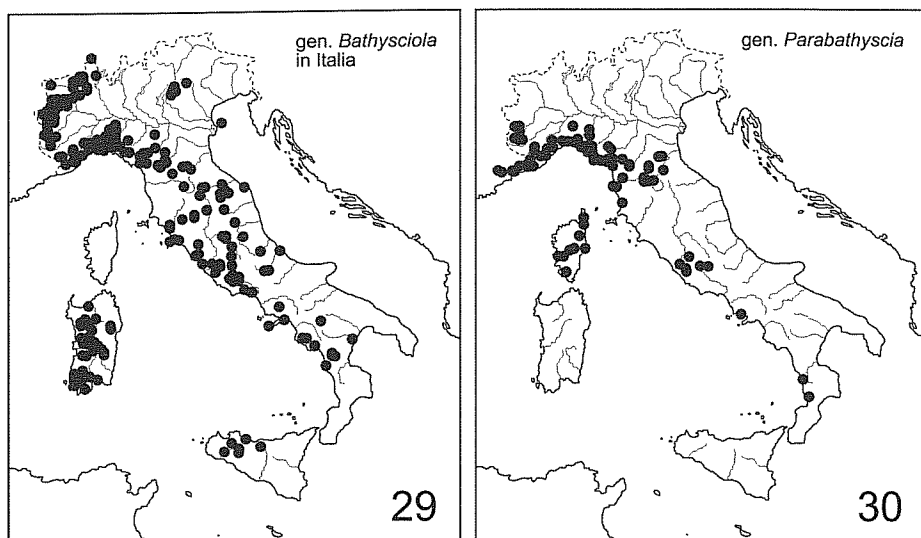 gen. Bathysciola
in Italia
29
gen. Parabathyscia
30